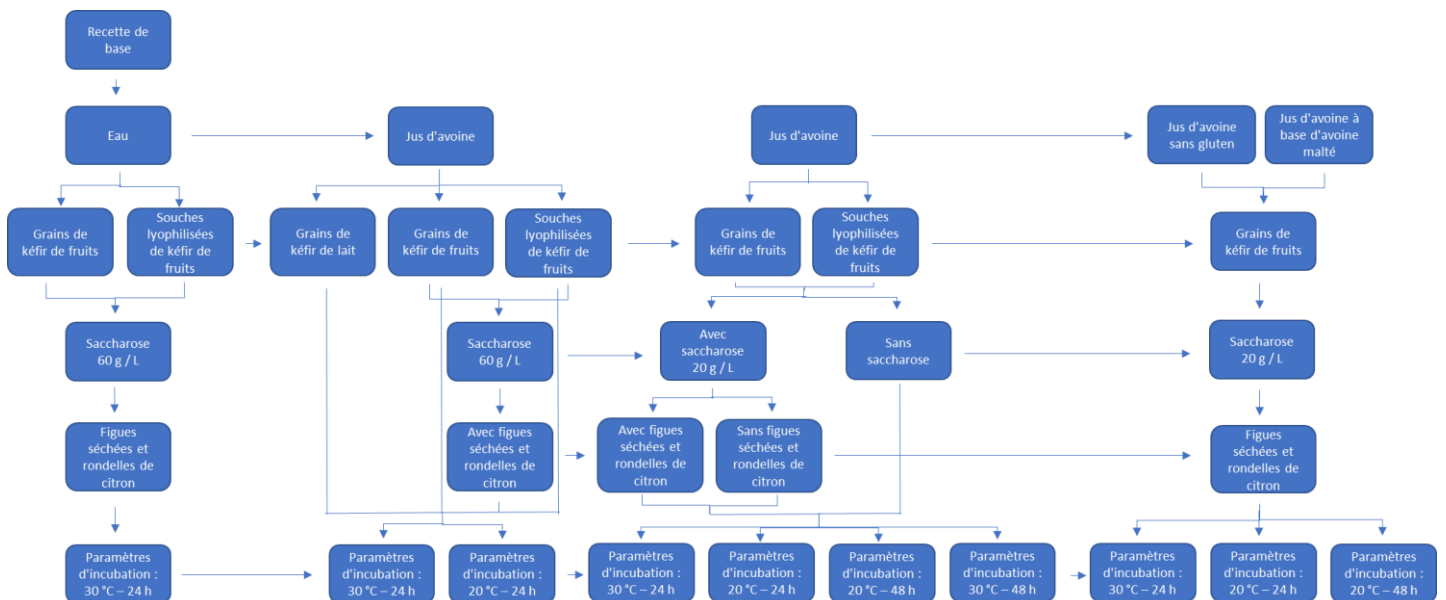 Recette de
base
Eau
Jus d'avoine
Jus d'avoine
Jus d'avoine
sans gluten
Jus d'avoine à
base d'avoine
malté
Grains de
kéfir de fruits
Souches
lyophilisées
de kéfir de
fruits
Grains de
kéfir de lait
Grains de
kéfir de fruits
Souches
lyophilisées
de kéfir de
fruits
Grains de
kéfir de fruits
Souches
lyophilisées
de kéfir de
fruits
Grains de
kéfir de fruits
Saccharose
60 g / L
Saccharose
60 g / L
Avec
saccharose
20 g / L
Sans
saccharose
Saccharose
20 g / L
Figues
séchées et
rondelles de
citron
Avec figues
séchées et
rondelles de
citron
Avec figues
séchées et
rondelles de
citron
Sans figues
séchées et
rondelles de
citron
Figues
séchées et
rondelles de
citron
Paramètres
d'incubation :
30 °C – 24 h
Paramètres
d'incubation :
30 °C – 24 h
Paramètres
d'incubation :
20 °C – 24 h
Paramètres
d'incubation :
30 °C – 24 h
Paramètres
d'incubation :
20 °C – 24 h
Paramètres
d'incubation :
20 °C – 48 h
Paramètres
d'incubation :
30 °C – 48 h
Paramètres
d'incubation :
30 °C – 24 h
Paramètres
d'incubation :
20 °C – 24 h
Paramètres
d'incubation :
20 °C – 48 h